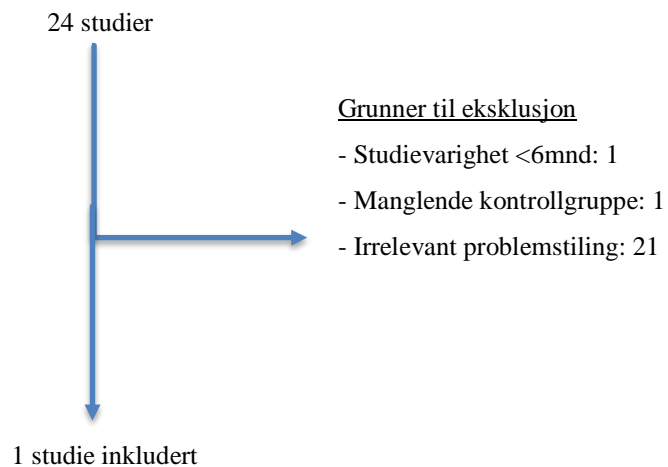 24 studier
Grunner til eksklusjon
- Studievarighet <6mnd: 1
- Manglende kontrollgruppe: 1
- Irrelevant problemstiling: 21
1 studie inkludert